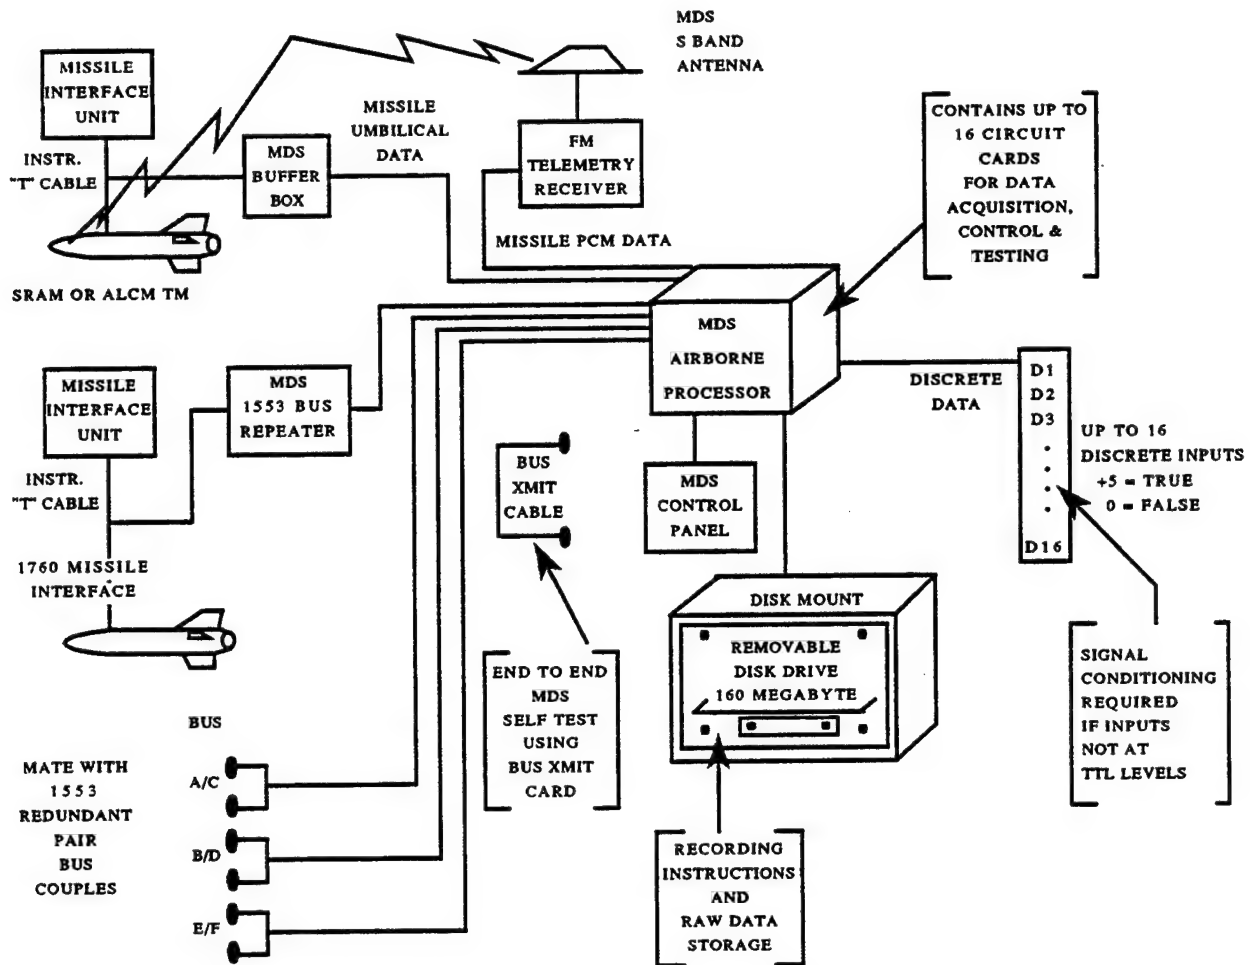 MDS
S BAND
ANTENNA
MISSILE
INTERFACE
UNIT
MISSILE
UMBILICAL
DATA
FM
TELEMETRY
RECEIVER
CONTAINS UP TO
16 CIRCUIT
CARDS
FOR DATA
ACQUISITION,
CONTROL &
TESTING
INSTR.
"T" CABLE
MDS
BUFFER
BOX
MISSILE PCM DATA
SRAM OR ALCM TM
MDS
AIRBORNE
PROCESSOR
MISSILE
INTERFACE
UNIT
MDS
1553 BUS
REPEATER
DISCRETE
DATA
D1
D2
D3
D16
UP TO 16
DISCRETE INPUTS
+5 = TRUE
0 = FALSE
INSTR.
"T" CABLE
BUS
XMIT
CABLE
MDS
CONTROL
PANEL
1760 MISSILE
INTERFACE
DISK MOUNT
REMOVABLE
DISK DRIVE
160 MEGABYTE
END TO END
MDS
SELF TEST
USING
BUS XMIT
CARD
SIGNAL
CONDITIONING
REQUIRED
IF INPUTS
NOT AT
TTL LEVELS
BUS
MATE WITH
1553
REDUNDANT
PAIR
BUS
COUPLES
A/C
B/D
E/F
RECORDING
INSTRUCTIONS
AND
RAW DATA
STORAGE